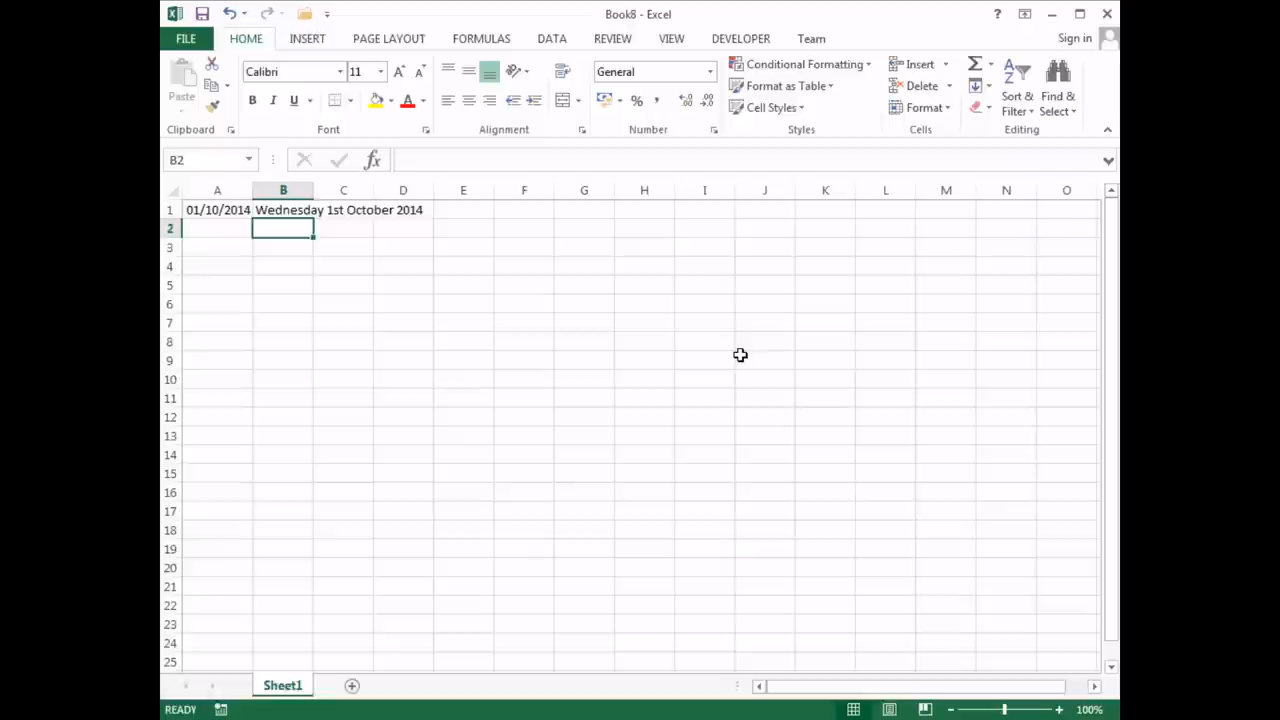 Book8 - Excel
?
FILE HOME INSERT PAGE LAYOUT FORMULAS DATA REVIEW VIEW DEVELOPER Team Sign in
Calibri 11 General Conditional Formatting Insert Σ
Paste Format as Table Delete Sort & Find &
B I U A % , Cell Styles Format Filter Select
Clipboard Font Alignment Number Styles Cells Editing
B2 fx
A B C D E F G H I J K L M N O
1 01/10/2014 Wednesday 1st October 2014
2
3
4
5
6
7
8
9
10
11
12
13
14
15
16
17
18
19
20
21
22
23
24
25
Sheet1
READY 100%